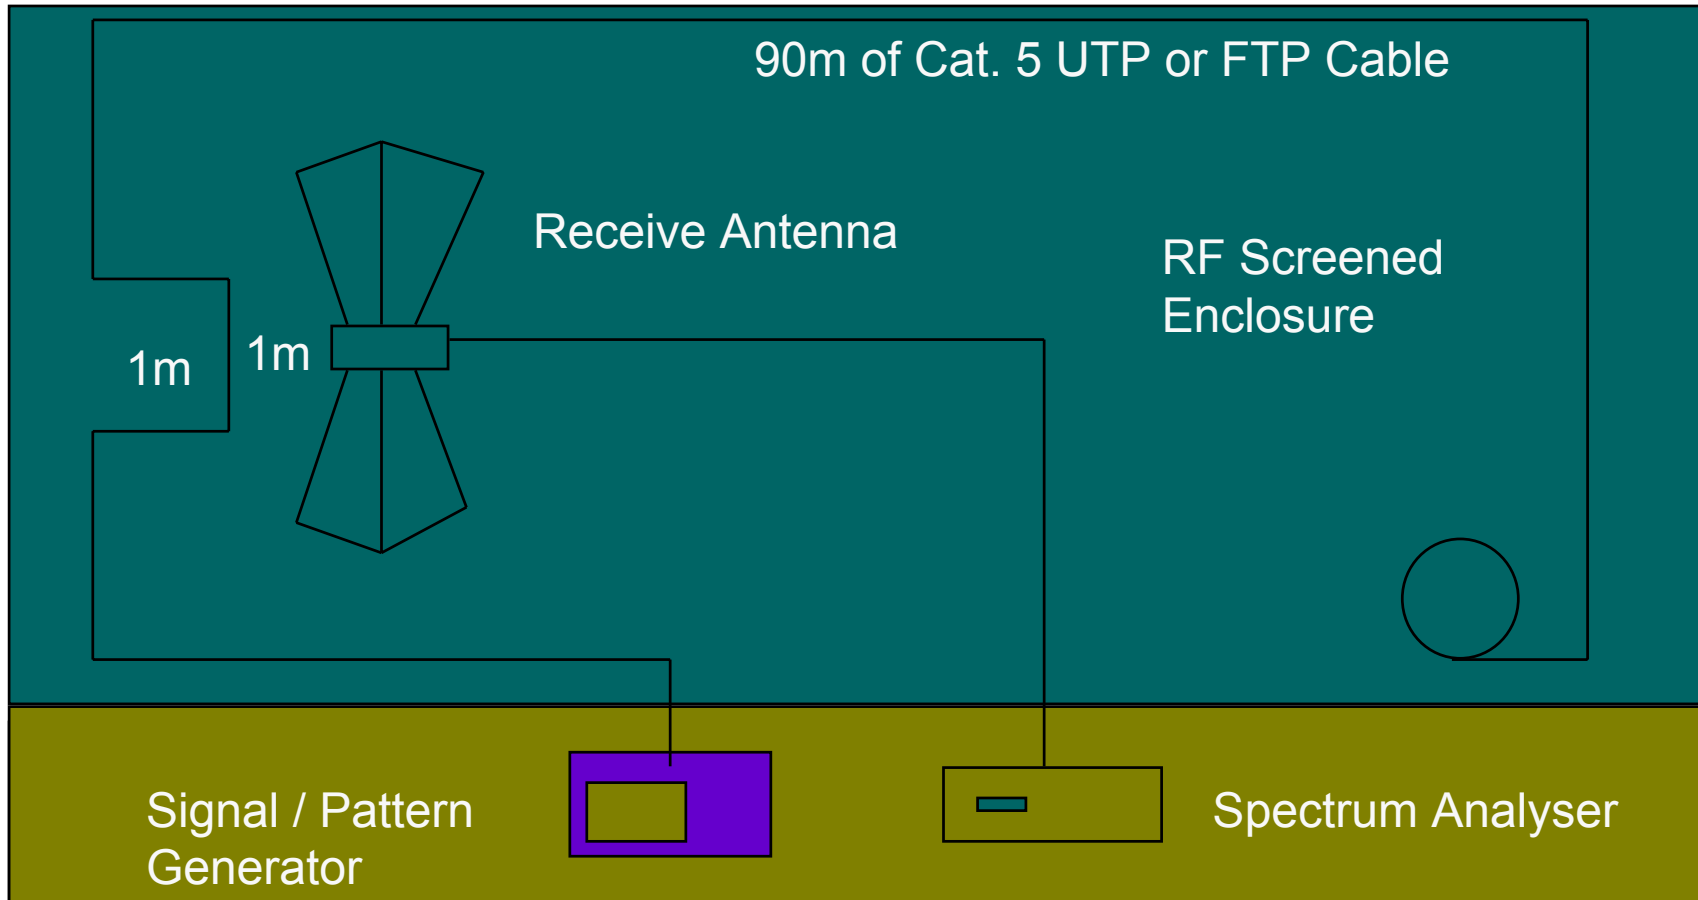 90m of Cat. 5 UTP or FTP Cable
Receive Antenna
RF Screened
Enclosure
1m
1m
Signal / Pattern
Generator
Spectrum Analyser